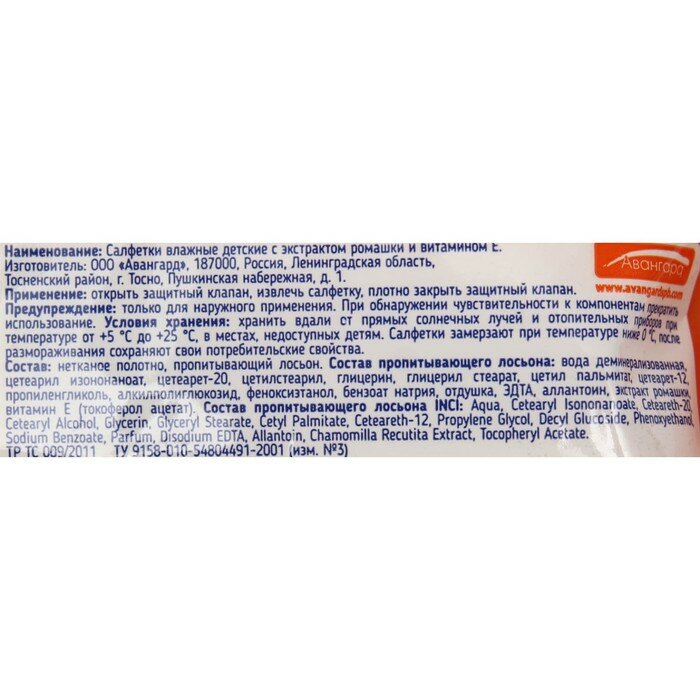 Наименование: Салфетки влажные детские с экстрактом ромашки и витамином Е.
Изготовитель: ООО «Авангард», 187000, Россия, Ленинградская область,
Тосненский район, г. Тосно, Пушкинская набережная, д. 1.
Авангард
www.avangardspb.com
Применение: открыть защитный клапан, извлечь салфетку, плотно закрыть защитный клапан.
Предупреждение: только для наружного применения. При обнаружении чувствительности к компонентам прекратить
использование. Условия хранения: хранить вдали от прямых солнечных лучей и отопительных приборов при
температуре от +5 °С до +25 °С, в местах, недоступных детям. Салфетки замерзают при температуре ниже 0 °С, после
размораживания сохраняют свои потребительские свойства.
Состав: нетканое полотно, пропитывающий лосьон. Состав пропитывающего лосьона: вода деминерализованная,
цетеарил изононаноат, цетеарет-20, цетилстеарил, глицерин, глицерил стеарат, цетил пальмитат, цетеарет-12,
пропиленгликоль, алкилполиглюкозид, феноксиэтанол, бензоат натрия, отдушка, ЭДТА, аллантоин, экстракт ромашки,
витамин Е (токоферол ацетат). Состав пропитывающего лосьона INCI: Aqua, Cetearyl Isononanoate, Ceteareth-20,
Cetearyl Alcohol, Glycerin, Glyceryl Stearate, Cetyl Palmitate, Ceteareth-12, Propylene Glycol, Decyl Glucoside, Phenoxyethanol,
Sodium Benzoate, Parfum, Disodium EDTA, Allantoin, Chamomilla Recutita Extract, Tocopheryl Acetate.
ТР ТС 009/2011 ТУ 9158-010-54804491-2001 (изм. №3)